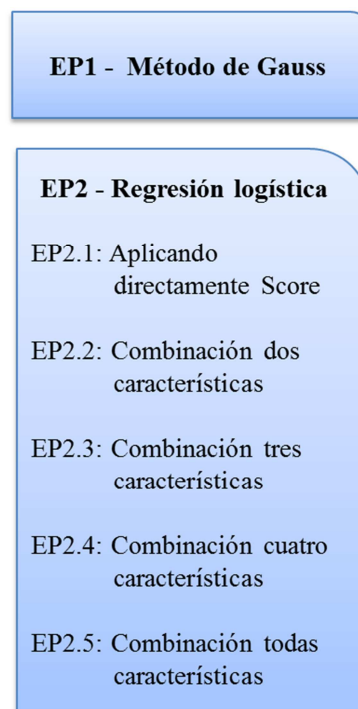 EP1 - Método de Gauss
EP2 - Regresión logística
EP2.1: Aplicando
directamente Score
EP2.2: Combinación dos
características
EP2.3: Combinación tres
características
EP2.4: Combinación cuatro
características
EP2.5: Combinación todas
características